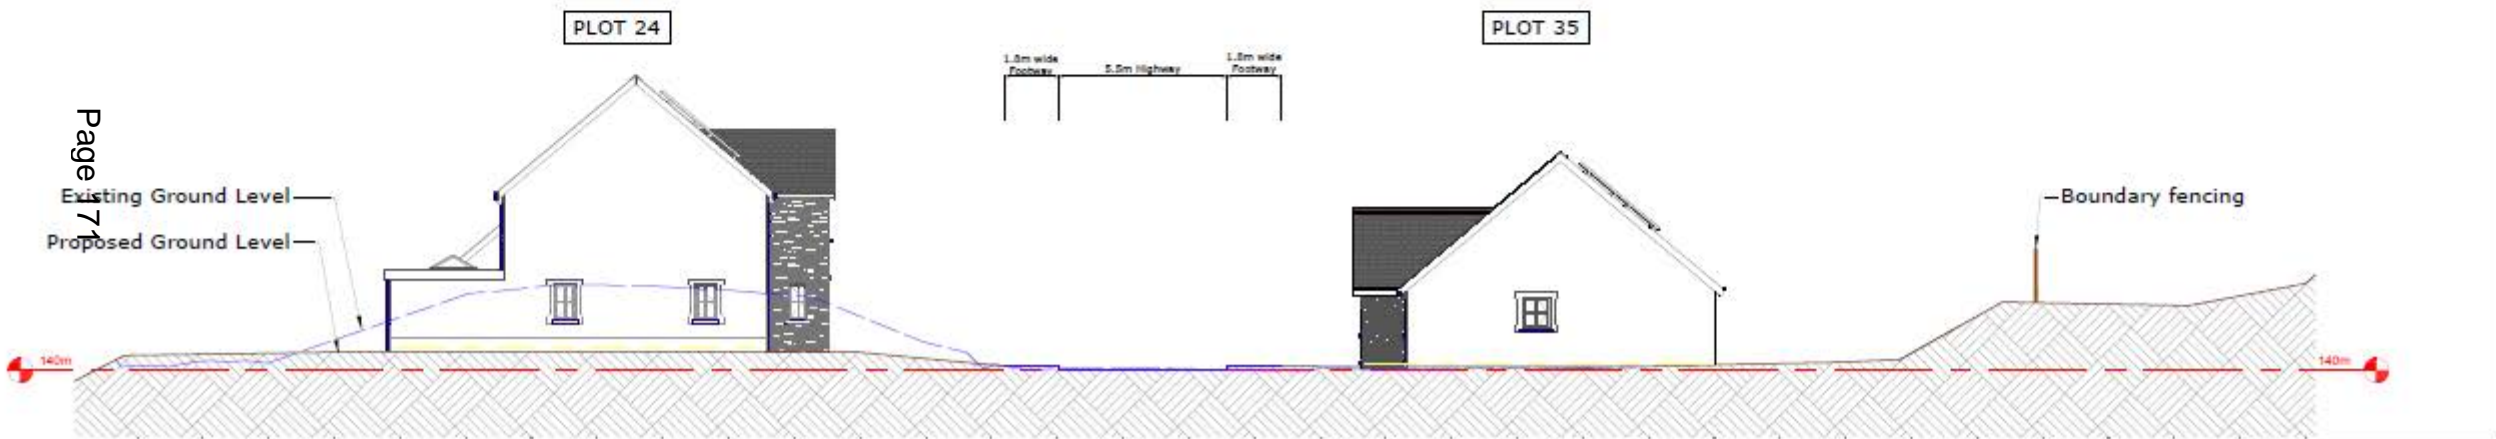 PLOT 24
PLOT 35
1.8m wide
Footway
5.5m Highway
1.8m wide
Footway
Page 171
Existing Ground Level
Proposed Ground Level
Boundary fencing
140m
140m